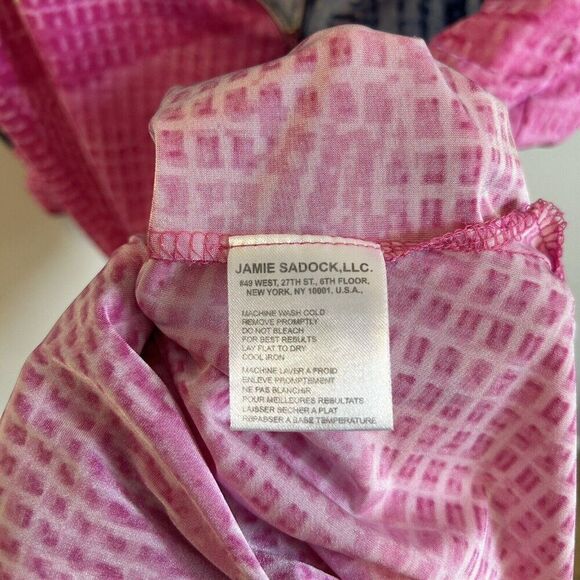 JAMIE SADOCK,LLC.
#49 WEST, 27TH ST., 6TH FLOOR,
NEW YORK, NY 10001. U.S.A.,
MACHINE WASH COLD
REMOVE PROMPTLY
DO NOT BLEACH
FOR BEST RESULTS
LAY FLAT TO DRY
COOL IRON
MACHINE LAVER A FROID
ENLEVE PROMPTEMENT
NE PAS BLANCHIR
POUR MEILLEURES RESULTATS
LAISSER SECHER A PLAT
REPASSER A BASE TEMPERATURE